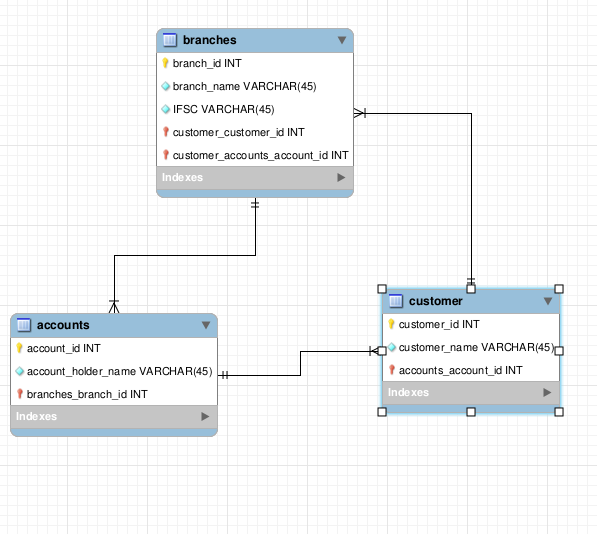 branches
branch_id INT
branch_name VARCHAR(45)
IFSC VARCHAR(45)
customer_customer_id INT
customer_accounts_account_id INT
Indexes
accounts
account_id INT
account_holder_name VARCHAR(45)
branches_branch_id INT
Indexes
customer
customer_id INT
customer_name VARCHAR(45)
accounts_account_id INT
Indexes